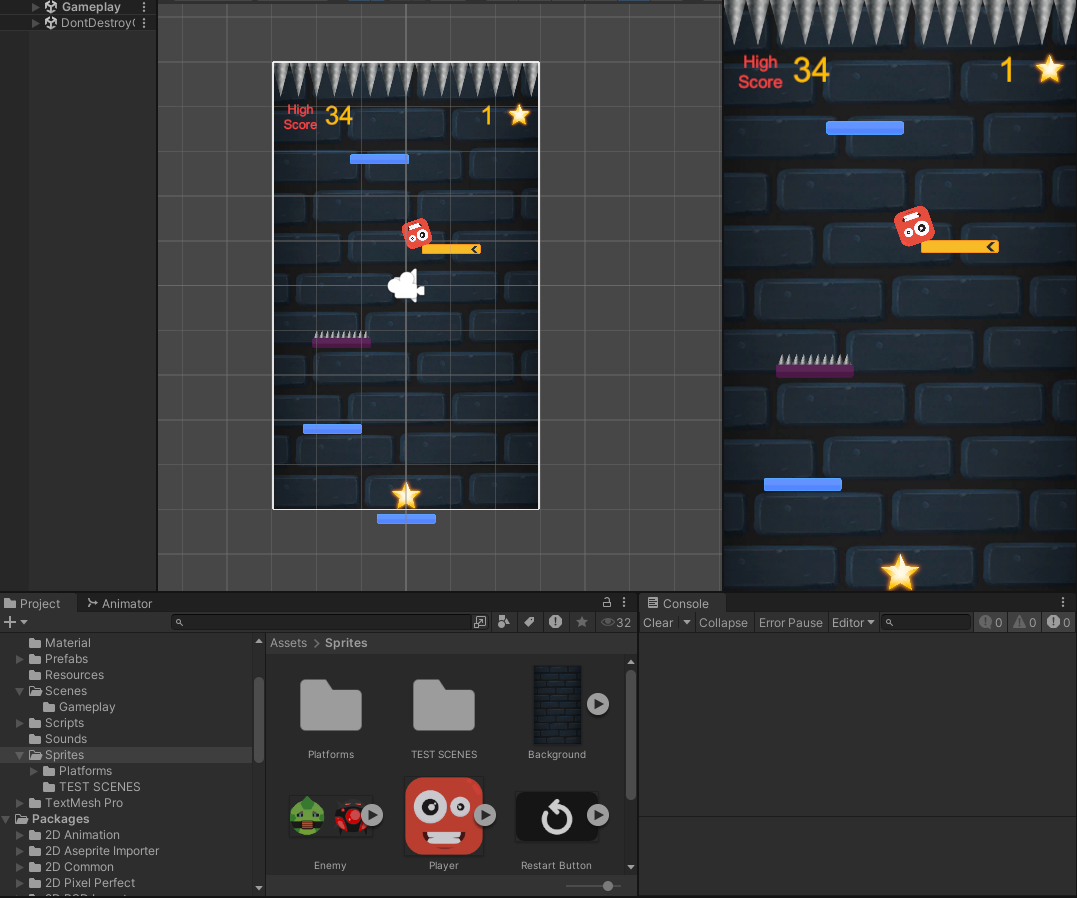 Gameplay
DontDestroy(
High
Score
34
1
High
Score
34
1
Project
Animator
32
Material
Prefabs
Resources
Scenes
Gameplay
Scripts
Sounds
Sprites
Platforms
TEST SCENES
TextMesh Pro
Packages
2D Animation
2D Aseprite Importer
2D Common
2D Pixel Perfect
Assets > Sprites
Platforms
TEST SCENES
Background
Enemy
Player
Restart Button
Console
Clear
Collapse
Error Pause
Editor
0
0
0